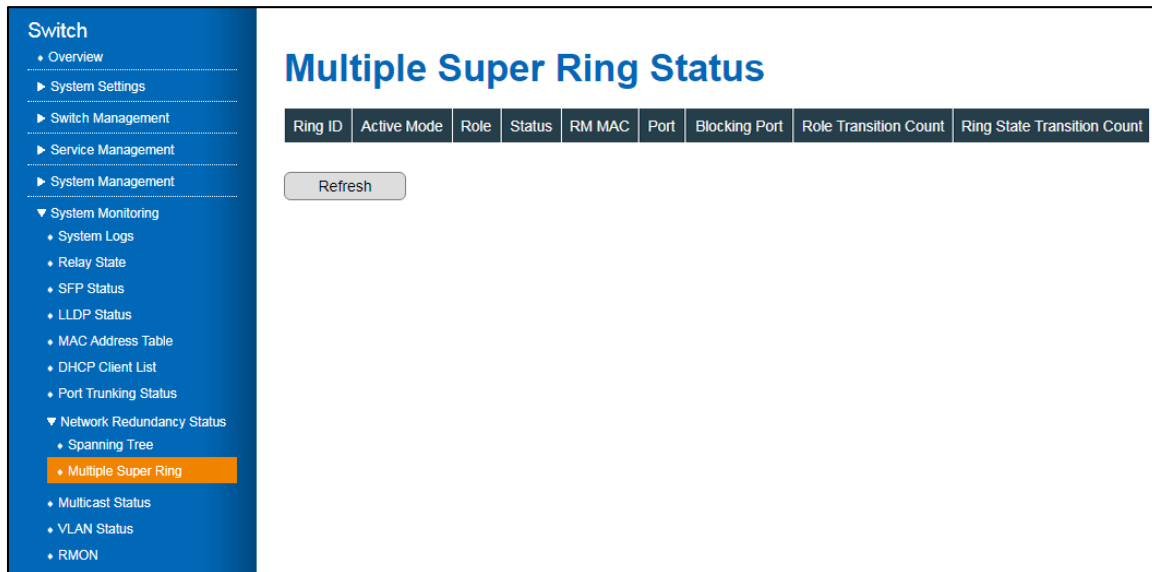 Switch
Overview
System Settings
Switch Management
Service Management
System Management
System Monitoring
System Logs
Relay State
SFP Status
LLDP Status
MAC Address Table
DHCP Client List
Port Trunking Status
Network Redundancy Status
Spanning Tree
Multiple Super Ring
Multicast Status
VLAN Status
RMON
Multiple Super Ring Status
Ring ID Active Mode Role Status RM MAC Port Blocking Port Role Transition Count Ring State Transition Count
Refresh